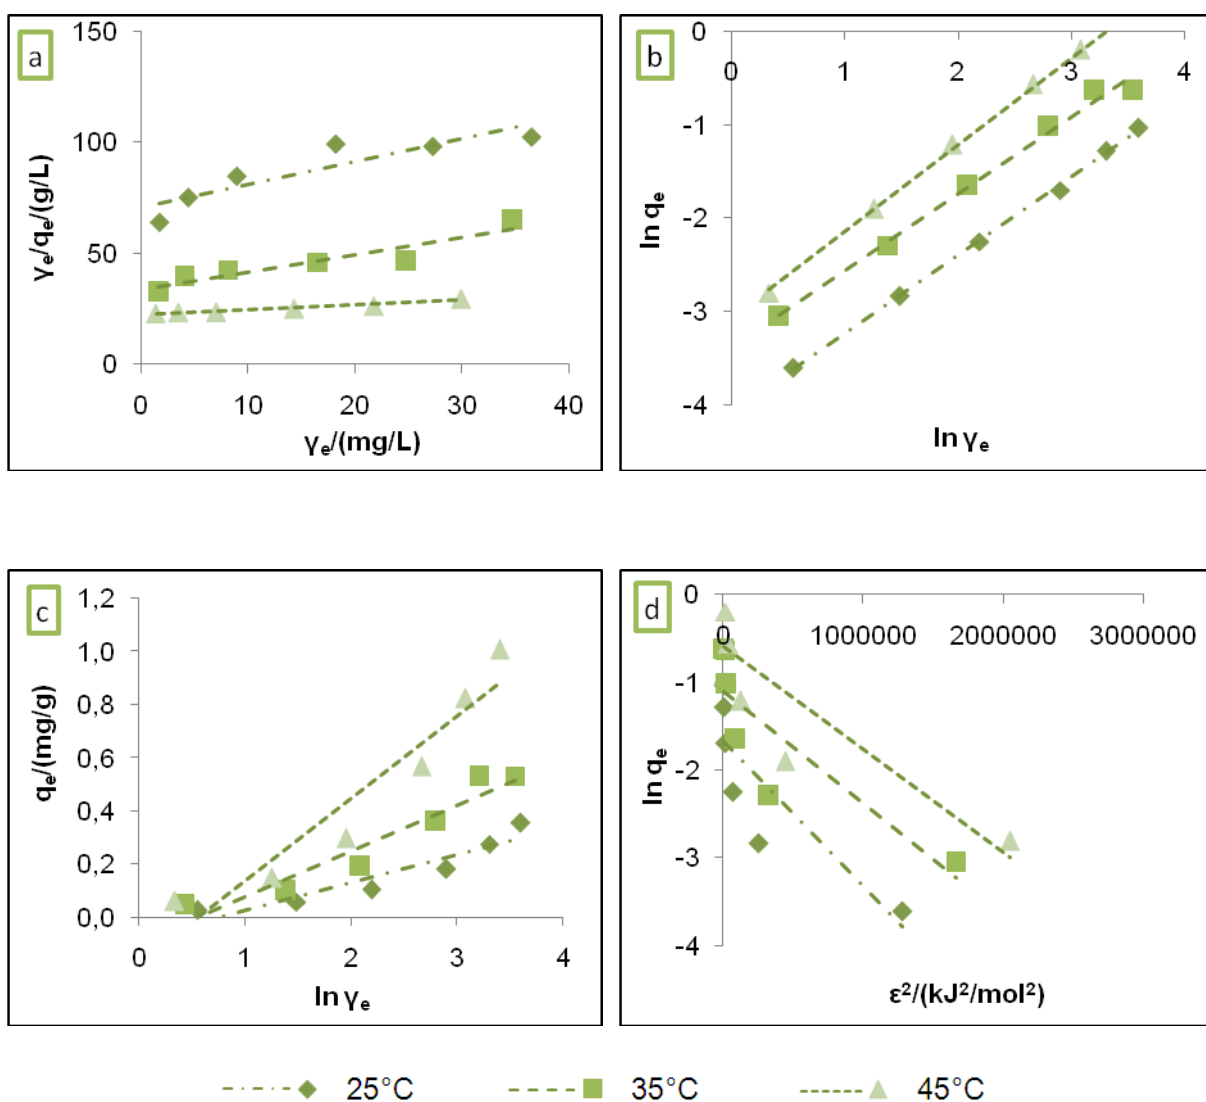 a
150
100
50
0
0 10 20 30 40
γₑ/qₑ/(g/L)
γₑ/(mg/L)
b
0
-1
-2
-3
-4
0 1 2 3 4
ln qₑ
ln γₑ
c
1,2
1,0
0,8
0,6
0,4
0,2
0,0
0 1 2 3 4
qₑ/(mg/g)
ln γₑ
d
0
-1
-2
-3
-4
0 1000000 2000000 3000000
ln qₑ
ε²/(kJ²/mol²)
25°C 35°C 45°C